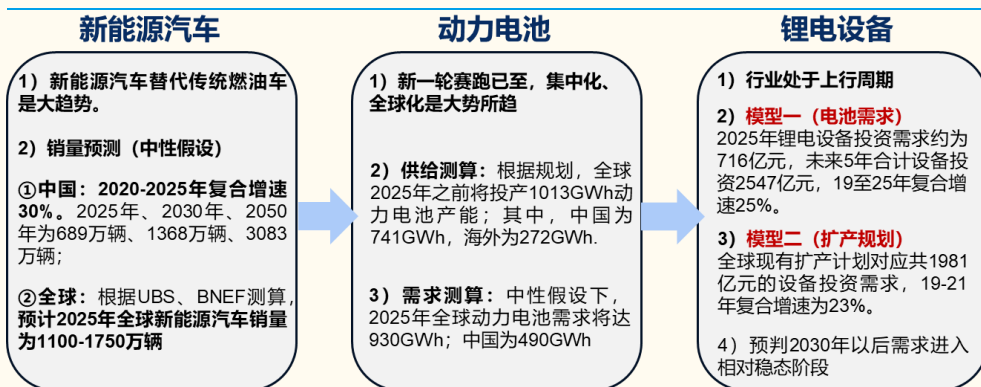 新能源汽车
1）新能源汽车替代传统燃油车
是大趋势。
2）销量预测（中性假设）
①中国：2020-2025年复合增速
30%。2025年、2030年、2050
年为689万辆、1368万辆、3083
万辆；
②全球：根据UBS、BNEF测算，
预计2025年全球新能源汽车销量
为1100-1750万辆
动力电池
1）新一轮赛跑已至，集中化、
全球化是大势所趋
2）供给测算：根据规划，全球
2025年之前将投产1013GWh动
力电池产能；其中，中国为
741GWh，海外为272GWh.
3）需求测算：中性假设下，
2025年全球动力电池需求将达
930GWh；中国为490GWh
锂电设备
1）行业处于上行周期
2）模型一（电池需求）
2025年锂电设备投资需求约为
716亿元，未来5年合计设备投
资2547亿元，19至25年复合增
速25%。
3）模型二（扩产规划）
全球现有扩产计划对应共1981
亿元的设备投资需求，19-21
年复合增速为23%。
4）预判2030年以后需求进入
相对稳态阶段